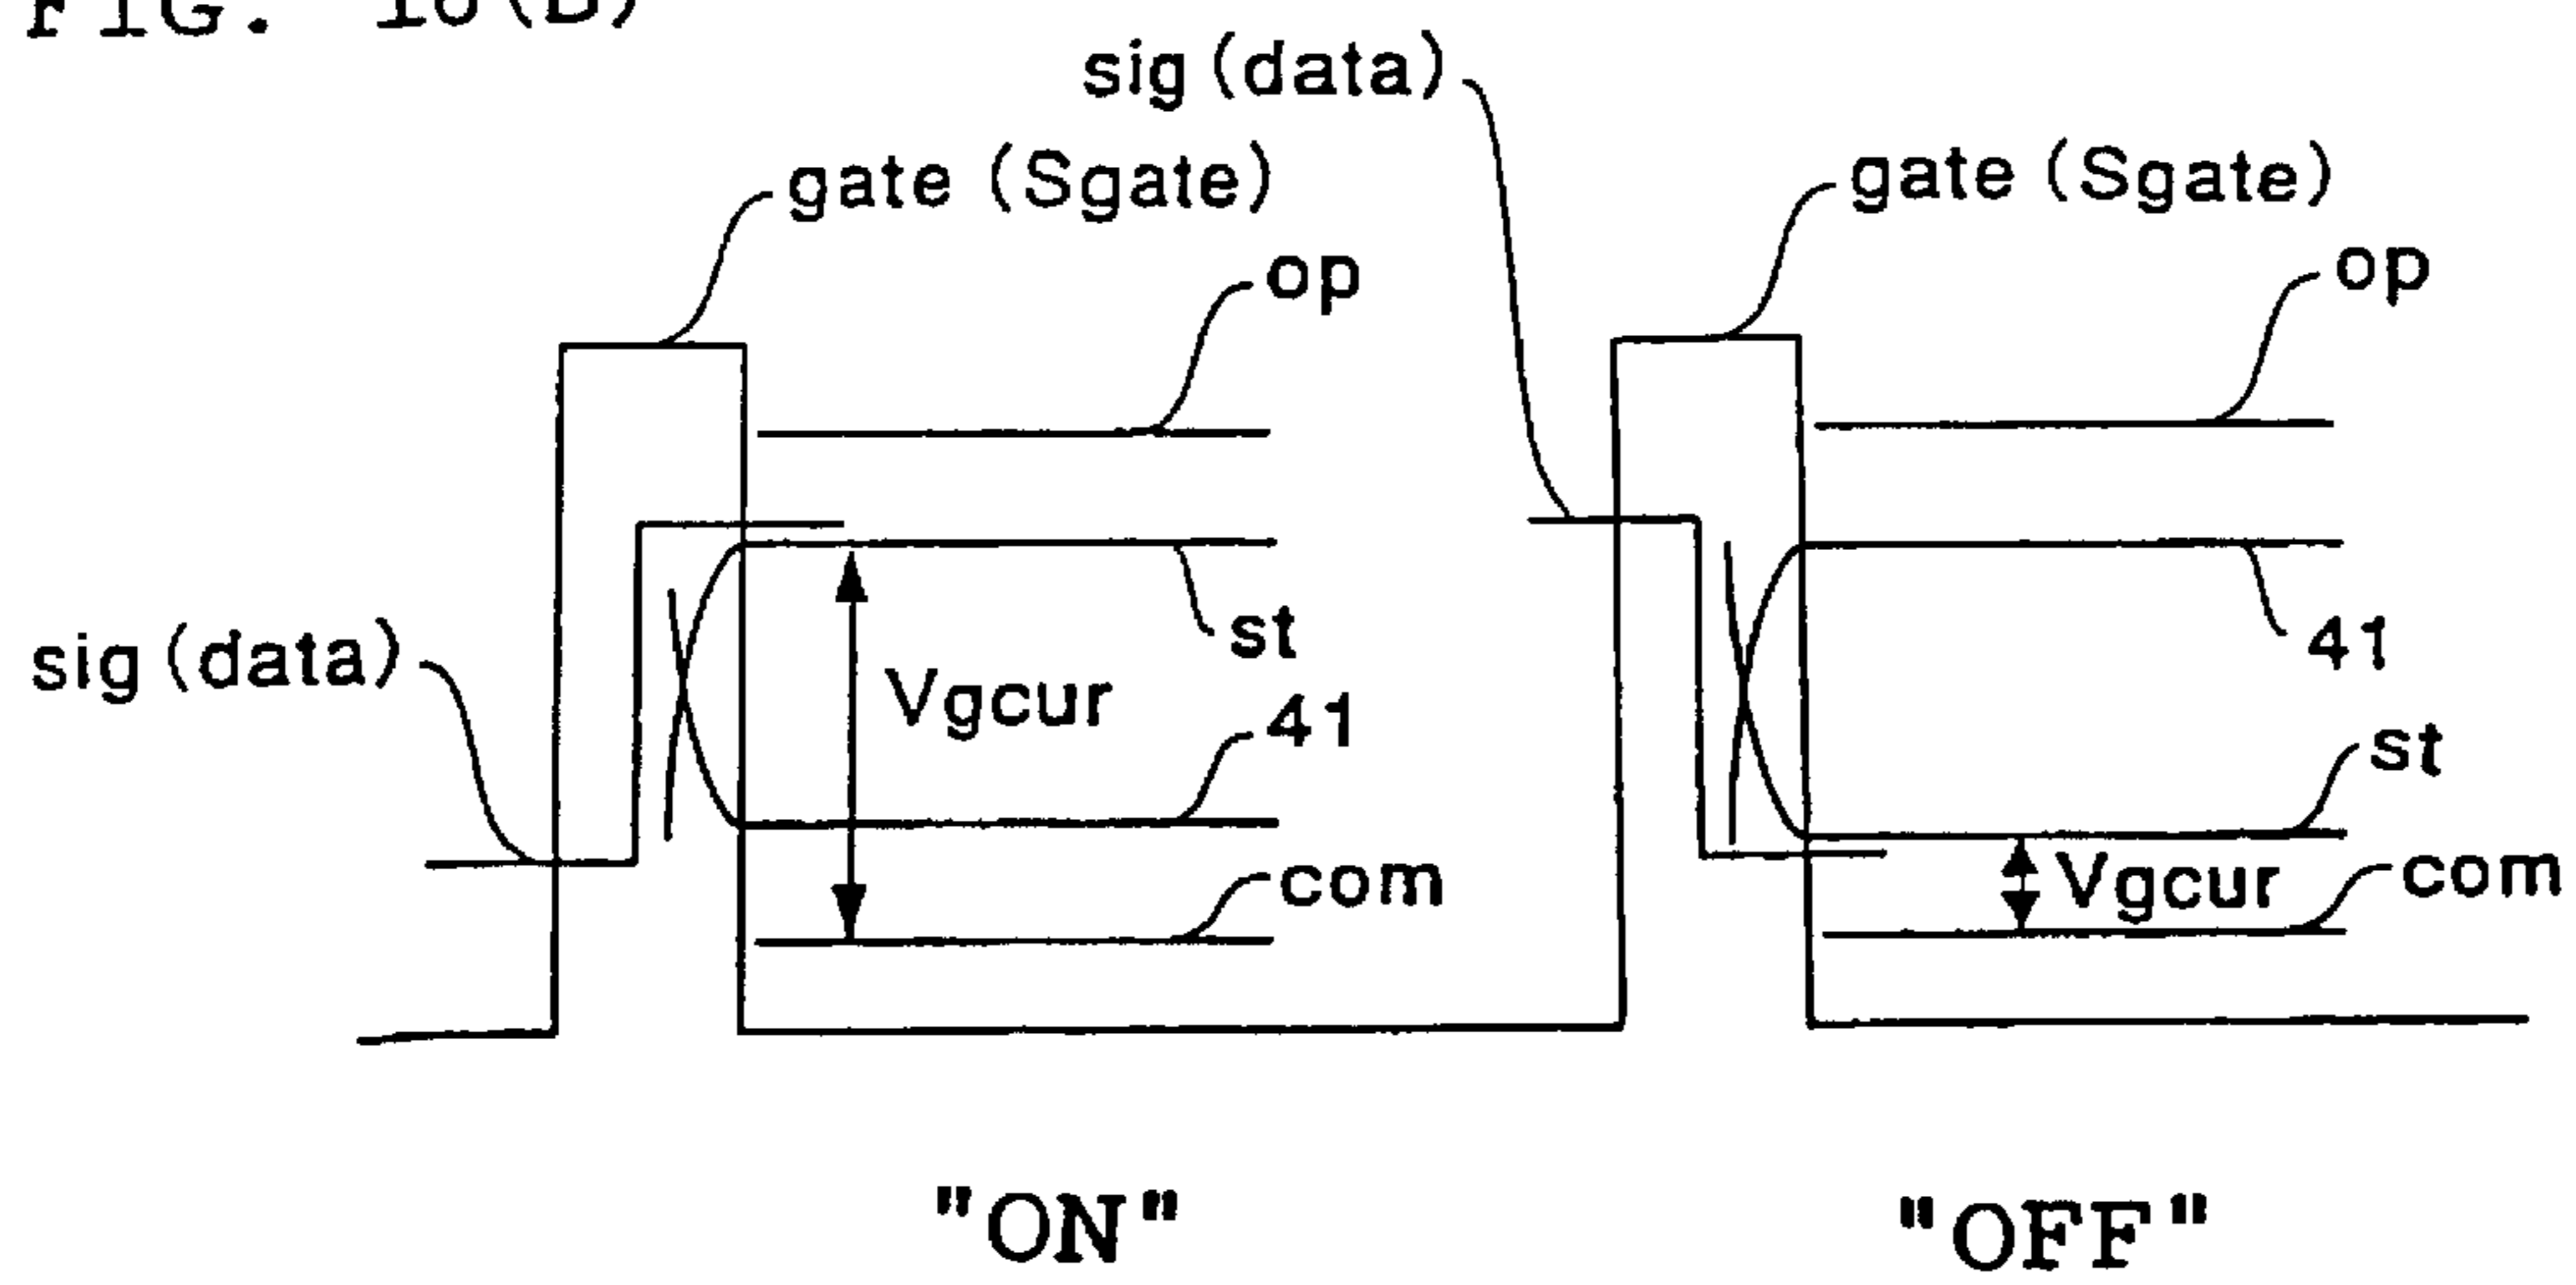 FIG.
sig (data)
gate (Sgate)
gate (Sgate)
op
op
st
41
sig (data)
Vgcur
41
st
com
Vgcur
com
"ON"
"OFF"